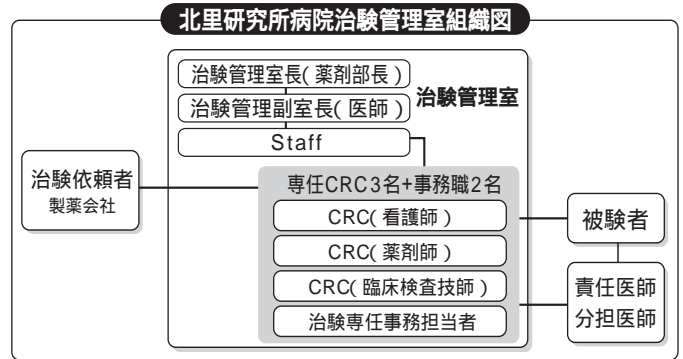 北里研究所病院治験管理室組織図
治験管理室長(薬剤部長)
治験管理副室長(医師)
治験管理室
Staff
治験依頼者
製薬会社
専任CRC3名+事務職2名
CRC(看護師)
CRC(薬剤師)
CRC(臨床検査技師)
治験専任事務担当者
被験者
責任医師
分担医師